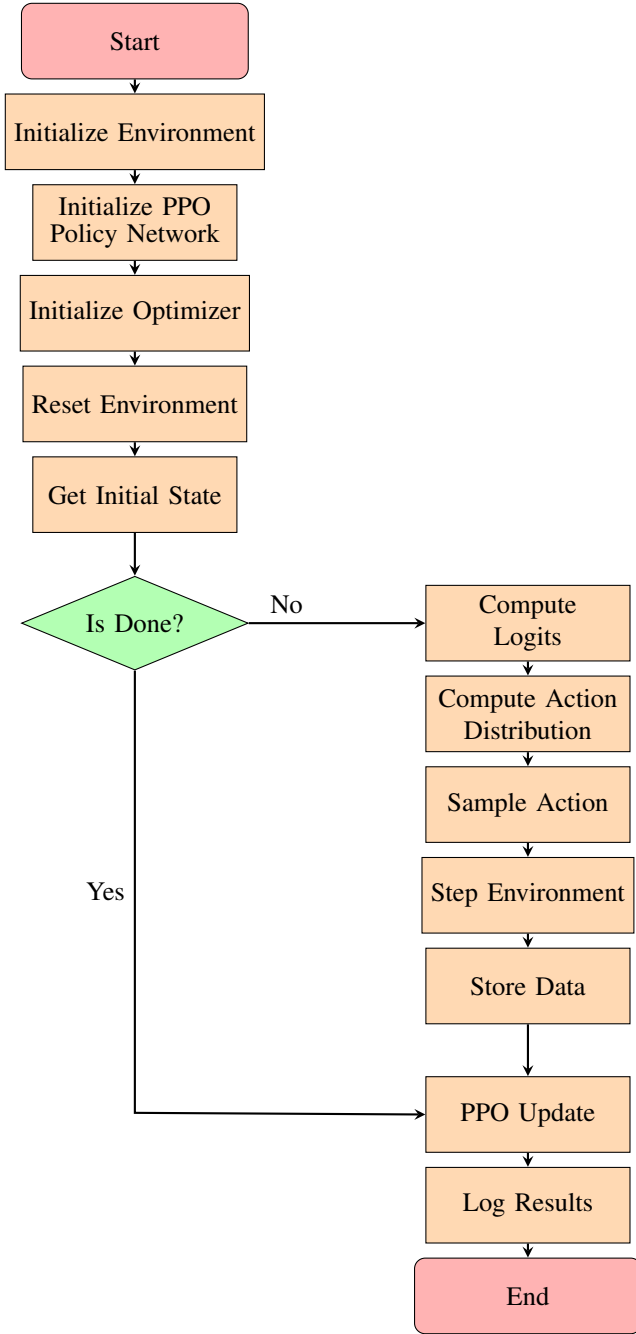 Start
Initialize Environment
Initialize PPO
Policy Network
Initialize Optimizer
Reset Environment
Get Initial State
Is Done?
No
Compute
Logits
Compute Action
Distribution
Sample Action
Step Environment
Store Data
Yes
PPO Update
Log Results
End